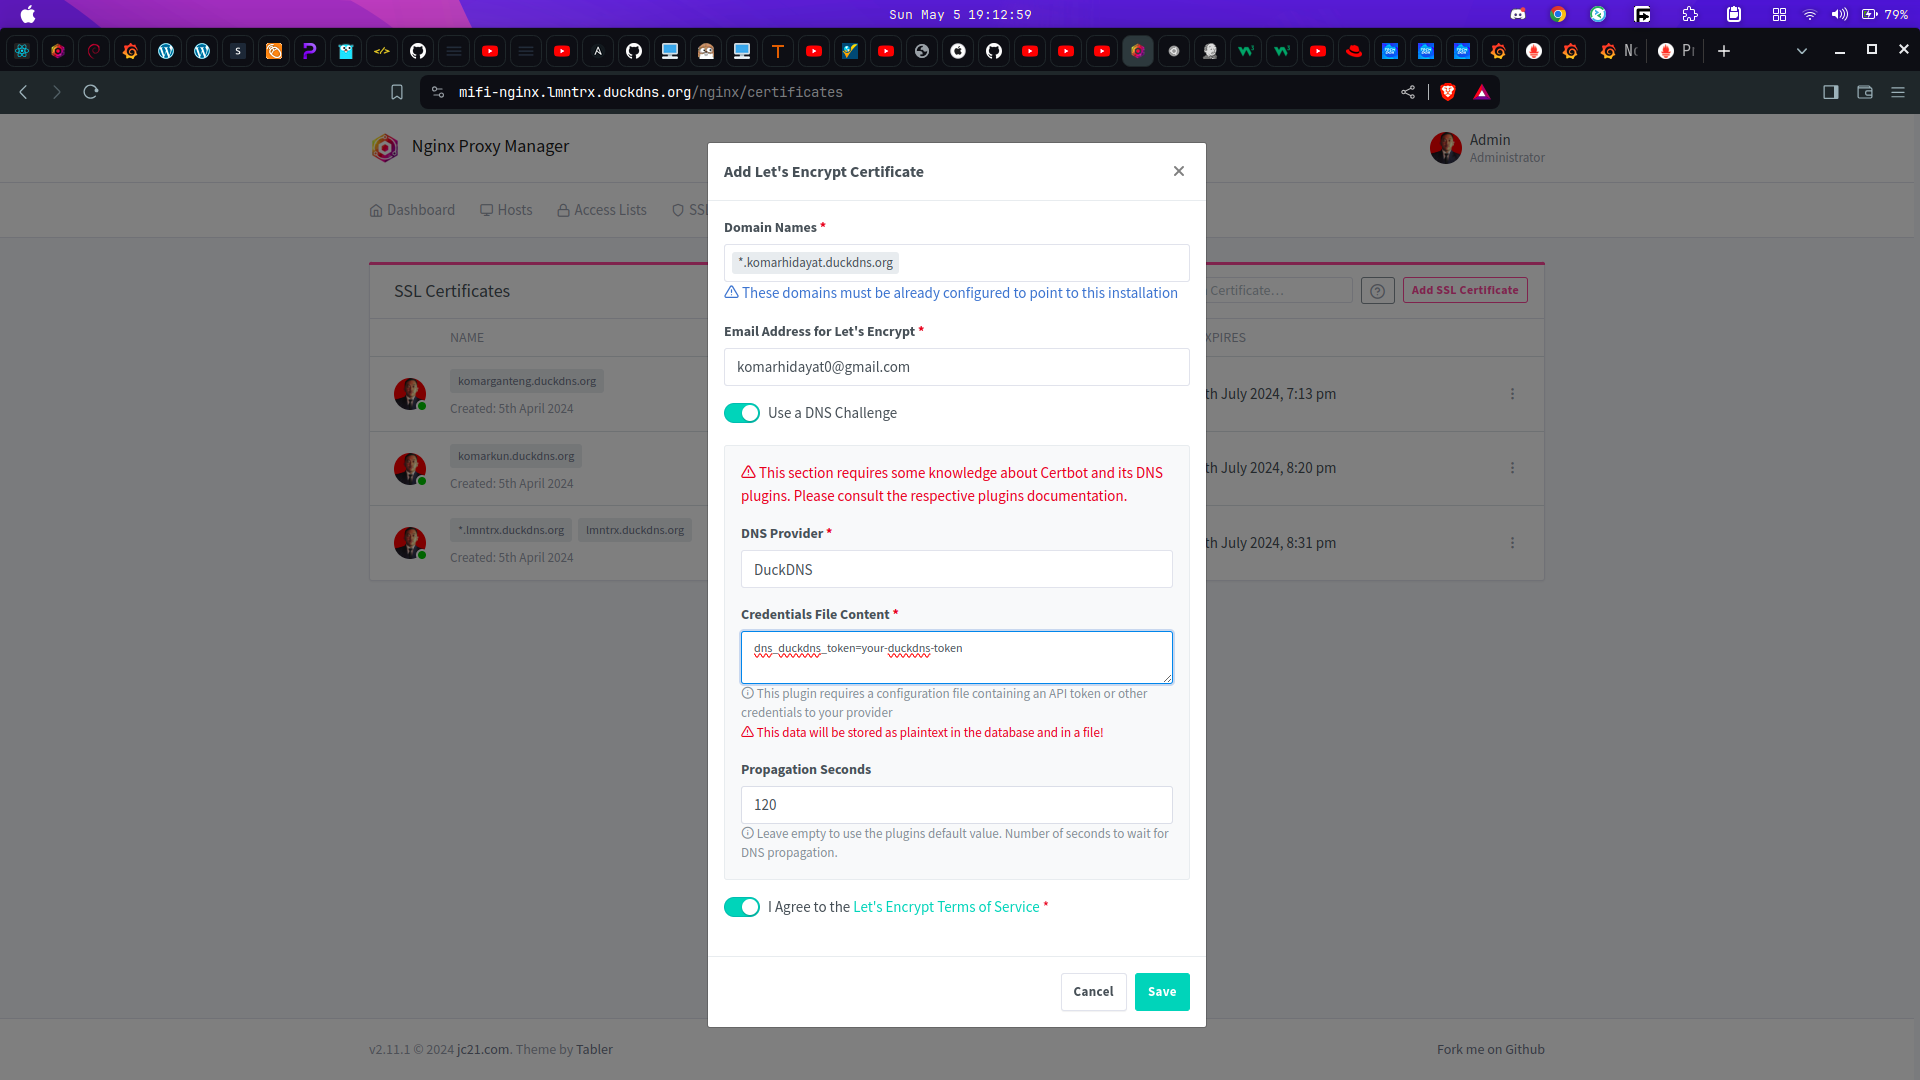 Sun May 5 19:12:59
79%
mifi-nginx.lmntrx.duckdns.org/nginx/certificates
Nginx Proxy Manager
Admin
Administrator
Dashboard
Hosts
Access Lists
SSL
SSL Certificates
Certificate…
Add SSL Certificate
NAME
XPIRES
komarganteng.duckdns.org
Created: 5th April 2024
th July 2024, 7:13 pm
komarkun.duckdns.org
Created: 5th April 2024
th July 2024, 8:20 pm
*.lmntrx.duckdns.org
lmntrx.duckdns.org
Created: 5th April 2024
th July 2024, 8:31 pm
Add Let's Encrypt Certificate
Domain Names *
*.komarhidayat.duckdns.org
These domains must be already configured to point to this installation
Email Address for Let's Encrypt *
komarhidayat0@gmail.com
Use a DNS Challenge
This section requires some knowledge about Certbot and its DNS
plugins. Please consult the respective plugins documentation.
DNS Provider *
DuckDNS
Credentials File Content *
dns_duckdns_token=your-duckdns-token
This plugin requires a configuration file containing an API token or other
credentials to your provider
This data will be stored as plaintext in the database and in a file!
Propagation Seconds
120
Leave empty to use the plugins default value. Number of seconds to wait for
DNS propagation.
I Agree to the Let's Encrypt Terms of Service *
Cancel
Save
v2.11.1 © 2024 jc21.com. Theme by Tabler
Fork me on Github